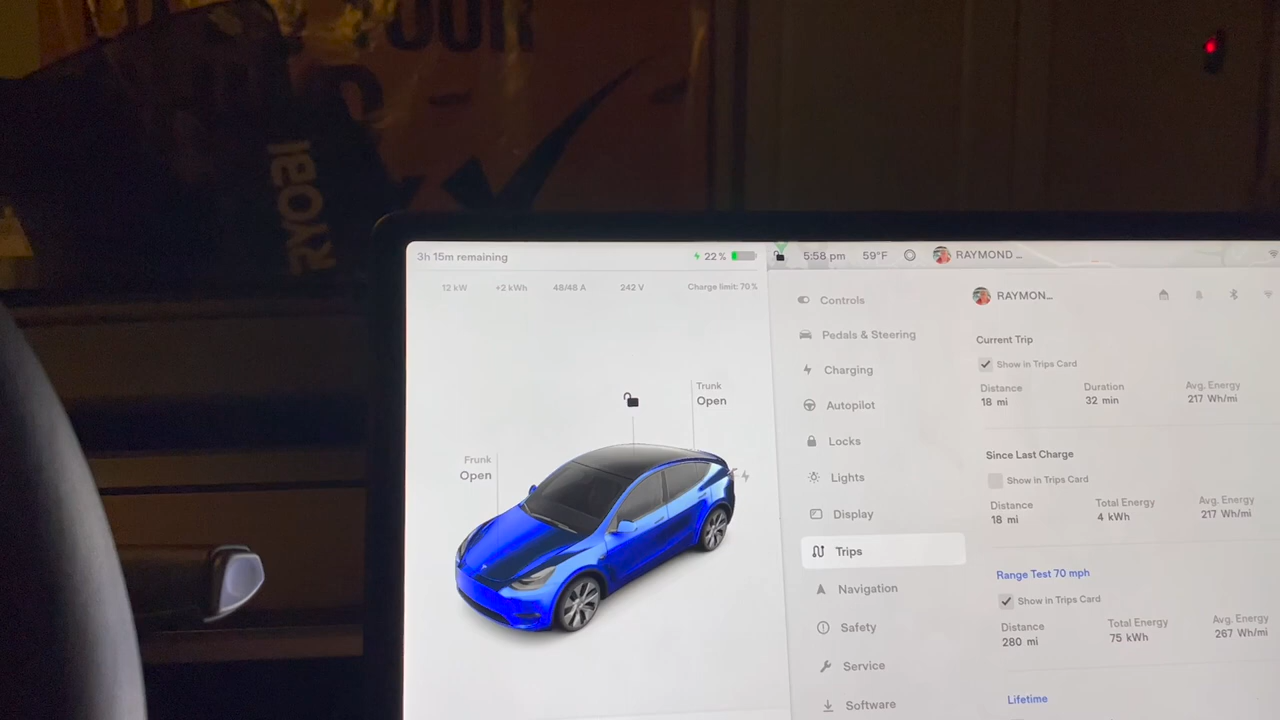 YOUR
RYOBI
3h 15m remaining
22 %
12 kW
+2 kWh
48/48 A
242 V
Charge limit: 70 %
Trunk
Open
Frunk
Open
5:58 pm
59°F
RAYMOND ...
Controls
Pedals & Steering
Charging
Autopilot
Locks
Lights
Display
Trips
Navigation
Safety
Service
Software
RAYMON...
Current Trip
Show in Trips Card
Distance
Duration
Avg. Energy
18 mi
32 min
217 Wh/mi
Since Last Charge
Show in Trips Card
Distance
Total Energy
Avg. Energy
18 mi
4 kWh
217 Wh/mi
Range Test 70 mph
Show in Trips Card
Distance
Total Energy
Avg. Energy
280 mi
75 kWh
267 Wh/mi
Lifetime